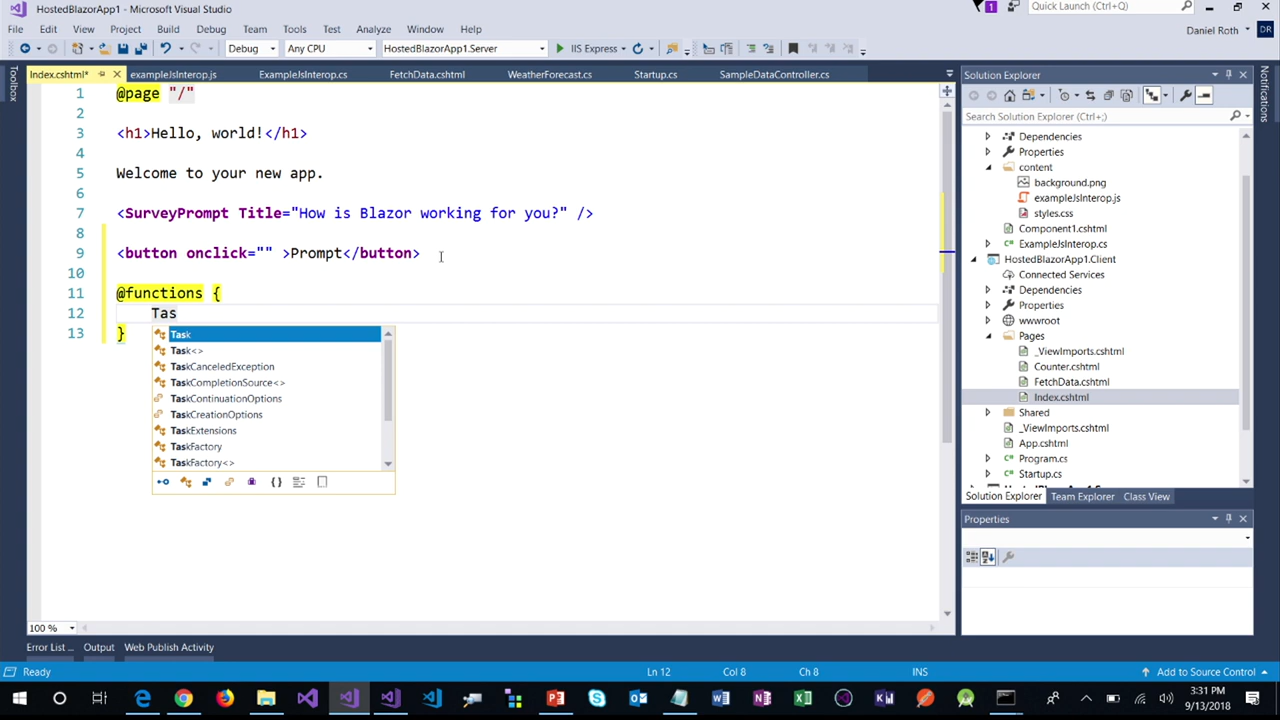 HostedBlazorApp1 - Microsoft Visual Studio
1
Quick Launch (Ctrl+Q)
File Edit View Project Build Debug Team Tools Test Analyze Window Help
Daniel Roth
DR
Debug Any CPU HostedBlazorApp1.Server IIS Express
Toolbox
Index.cshtml* exampleJsInterop.js ExampleJsInterop.cs FetchData.cshtml WeatherForecast.cs Startup.cs SampleDataController.cs
1 @page "/"
2
3 <h1>Hello, world!</h1>
4
5 Welcome to your new app.
6
7 <SurveyPrompt Title="How is Blazor working for you?" />
8
9 <button onclick="" >Prompt</button>
10
11 @functions {
12 Tas
13 }
Task
Task<>
TaskCanceledException
TaskCompletionSource<>
TaskContinuationOptions
TaskCreationOptions
TaskExtensions
TaskFactory
TaskFactory<>
100 %
Solution Explorer
Search Solution Explorer (Ctrl+;)
Dependencies
Properties
content
background.png
exampleJsInterop.js
styles.css
Component1.cshtml
ExampleJsInterop.cs
HostedBlazorApp1.Client
Connected Services
Dependencies
Properties
wwwroot
Pages
_ViewImports.cshtml
Counter.cshtml
FetchData.cshtml
Index.cshtml
Shared
_ViewImports.cshtml
App.cshtml
Program.cs
Startup.cs
Solution Explorer Team Explorer Class View
Properties
Notifications
Error List ... Output Web Publish Activity
Ready Ln 12 Col 8 Ch 8 INS Add to Source Control
3:31 PM
9/13/2018